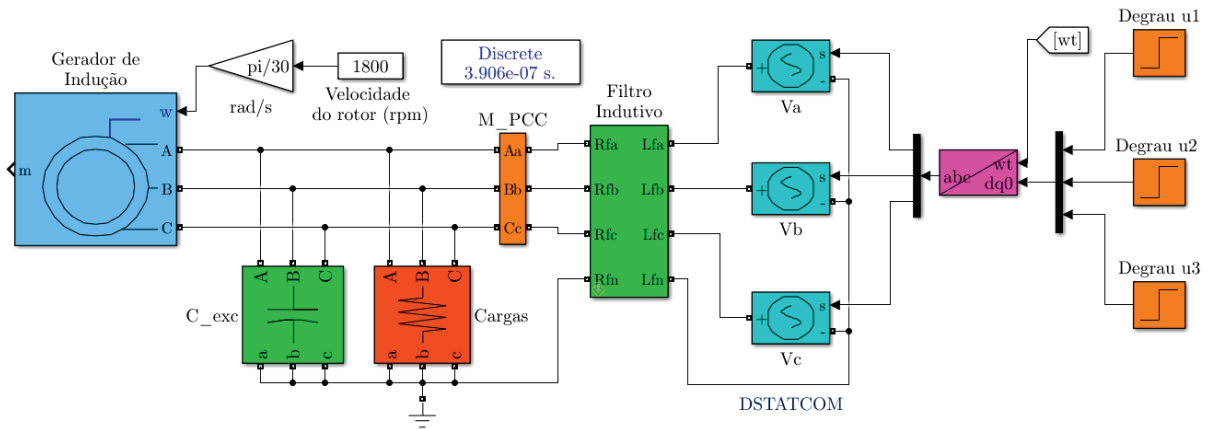 Gerador de
Indução
w
A
B
C
m
pi/30
rad/s
1800
Velocidade
do rotor (rpm)
Discrete
3.906e-07 s.
M_PCC
Aa
Bb
Cc
Filtro
Indutivo
Rfa
Lfa
Rfb
Lfb
Rfc
Lfc
Rfn
Lfn
C_exc
A
B
C
a
b
c
Cargas
A
B
C
a
b
c
+
s
-
Va
+
s
-
Vb
+
s
-
Vc
DSTATCOM
abc
wt
dq0
[wt]
Degrau u1
Degrau u2
Degrau u3